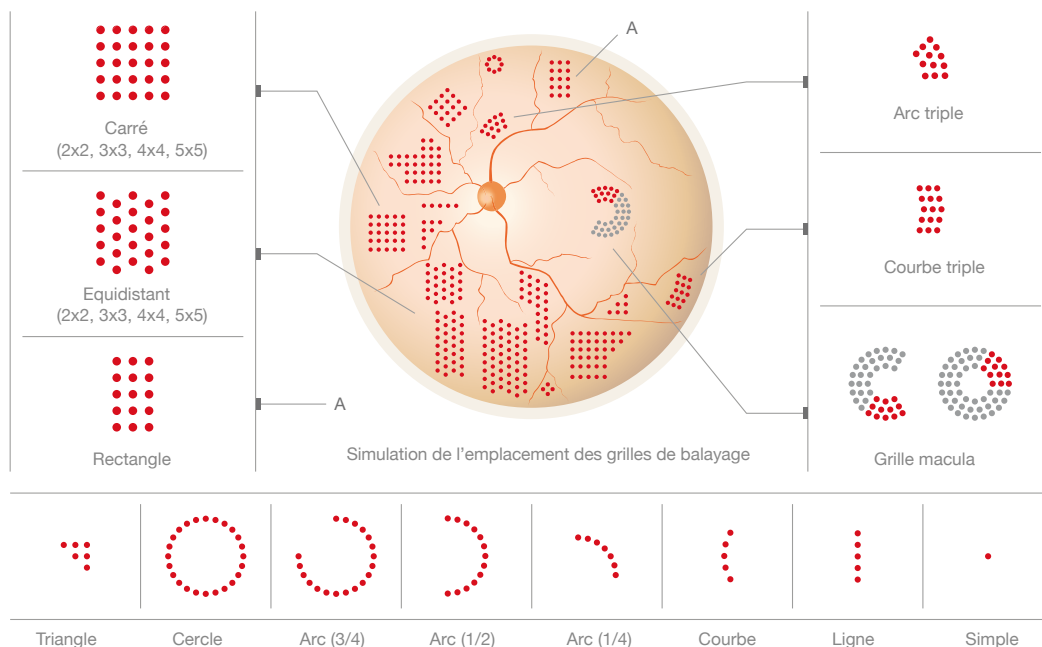 A
Carré
(2x2, 3x3, 4x4, 5x5)
Equidistant
(2x2, 3x3, 4x4, 5x5)
A
Rectangle
Simulation de l’emplacement des grilles de balayage
Arc triple
Courbe triple
Grille macula
Triangle
Cercle
Arc (3/4)
Arc (1/2)
Arc (1/4)
Courbe
Ligne
Simple